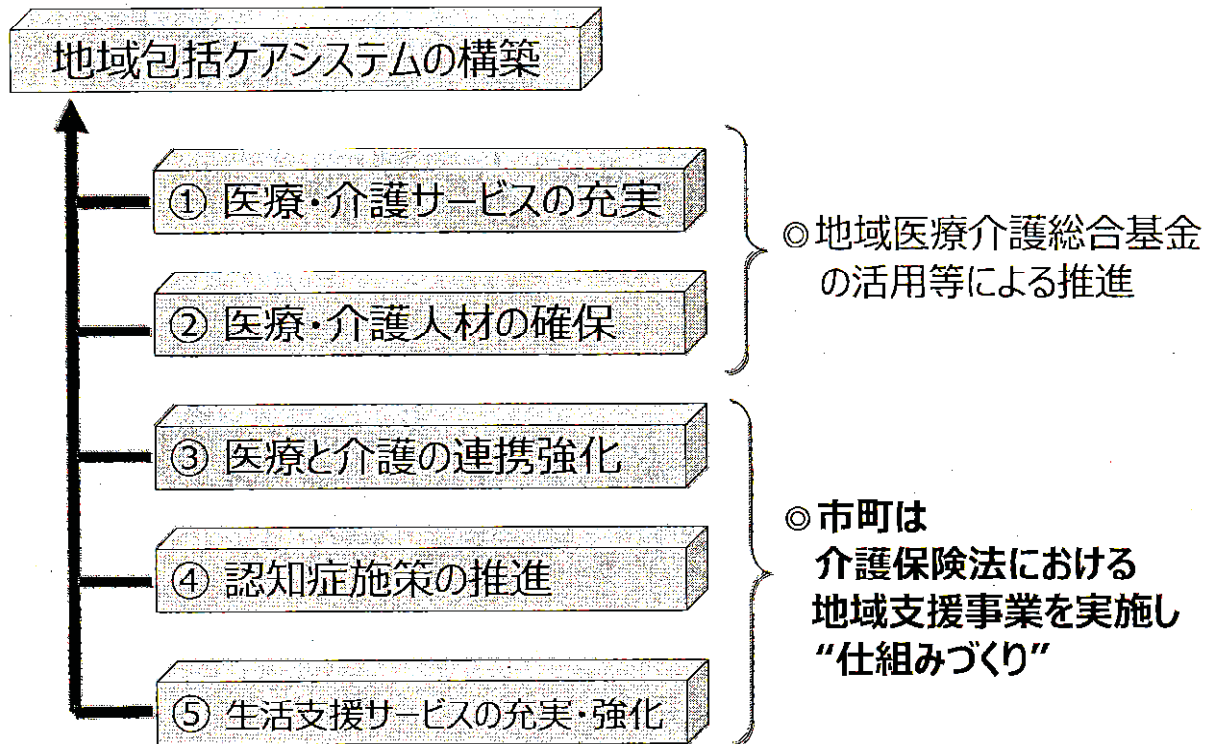 地域包括ケアシステムの構築
① 医療・介護サービスの充実
② 医療・介護人材の確保
◎地域医療介護総合基金
の活用等による推進
③ 医療と介護の連携強化
④ 認知症施策の推進
⑤ 生活支援サービスの充実・強化
◎市町は
介護保険法における
地域支援事業を実施し
“仕組みづくり”